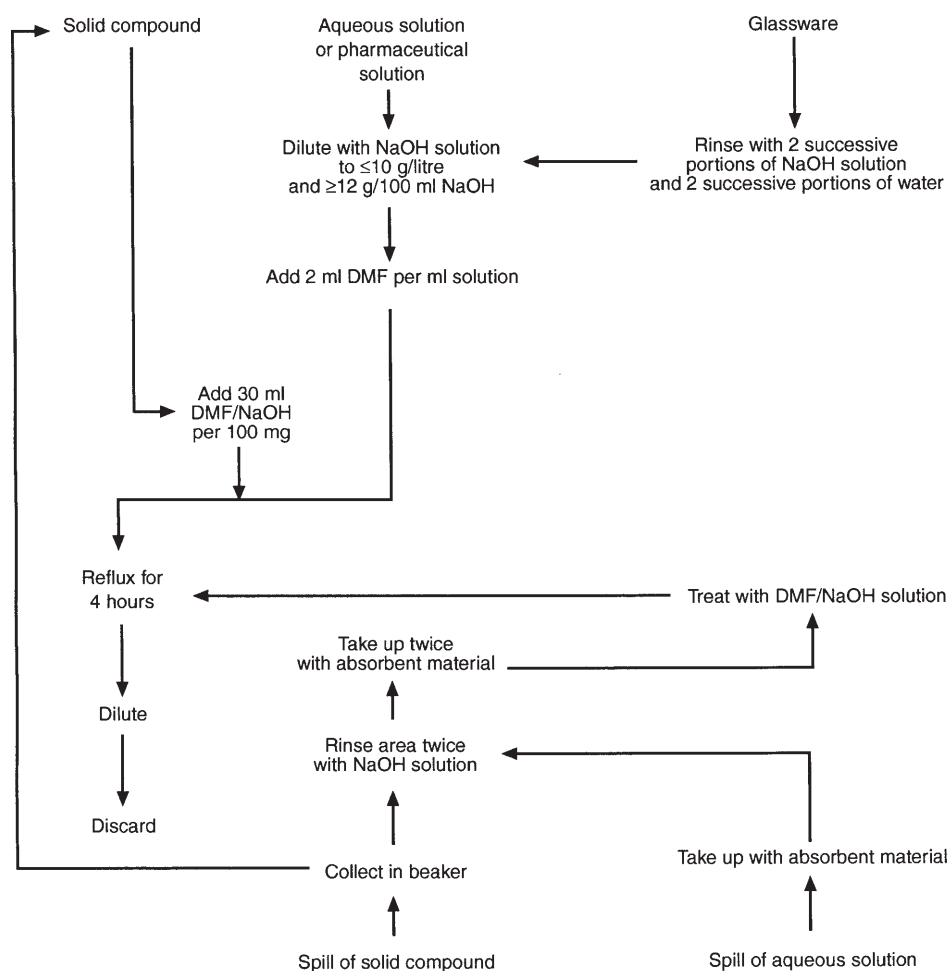 Solid compound
Aqueous solution
or pharmaceutical
solution
Glassware
Dilute with NaOH solution
to ≤10 g/litre
and ≥12 g/100 ml NaOH
Rinse with 2 successive
portions of NaOH solution
and 2 successive portions of water
Add 2 ml DMF per ml solution
Add 30 ml
DMF/NaOH
per 100 mg
Reflux for
4 hours
Treat with DMF/NaOH solution
Take up twice
with absorbent material
Dilute
Rinse area twice
with NaOH solution
Discard
Collect in beaker
Take up with absorbent material
Spill of solid compound
Spill of aqueous solution